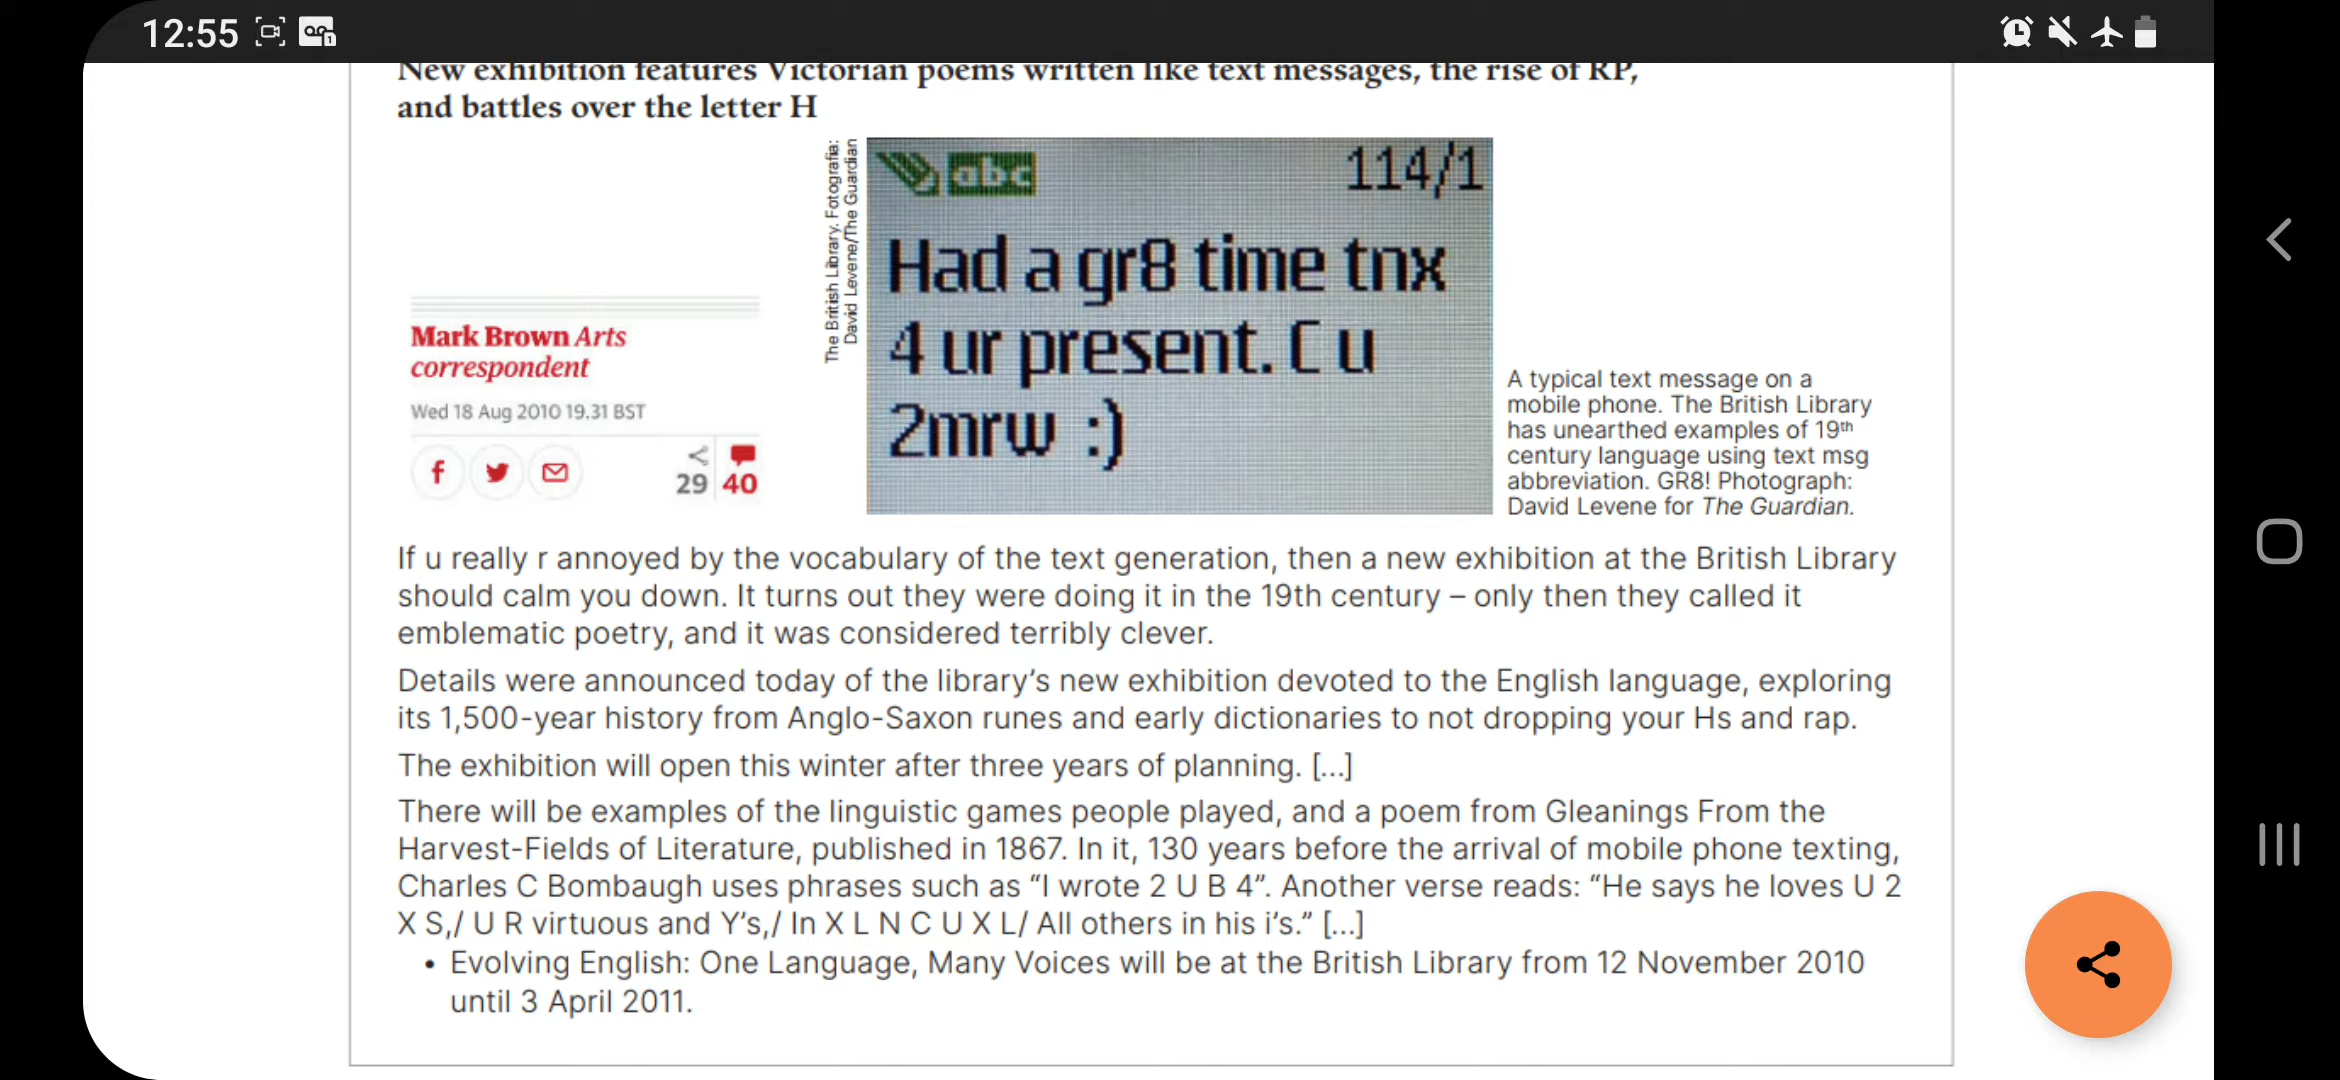 12:55
New exhibition features Victorian poems written like text messages, the rise of RP,
and battles over the letter H
The British Library. Fotografia:
David Levene/The Guardian
abc
114/1
Had a gr8 time tnx
4 ur present. C u
2mrw :)
Mark Brown Arts
correspondent
Wed 18 Aug 2010 19.31 BST
29
40
A typical text message on a
mobile phone. The British Library
has unearthed examples of 19th
century language using text msg
abbreviation. GR8! Photograph:
David Levene for The Guardian.
If u really r annoyed by the vocabulary of the text generation, then a new exhibition at the British Library
should calm you down. It turns out they were doing it in the 19th century – only then they called it
emblematic poetry, and it was considered terribly clever.
Details were announced today of the library's new exhibition devoted to the English language, exploring
its 1,500-year history from Anglo-Saxon runes and early dictionaries to not dropping your Hs and rap.
The exhibition will open this winter after three years of planning. [...]
There will be examples of the linguistic games people played, and a poem from Gleanings From the
Harvest-Fields of Literature, published in 1867. In it, 130 years before the arrival of mobile phone texting,
Charles C Bombaugh uses phrases such as “I wrote 2 U B 4”. Another verse reads: “He says he loves U 2
X S,/ U R virtuous and Y's,/ In X L N C U X L/ All others in his i's.” [...]
• Evolving English: One Language, Many Voices will be at the British Library from 12 November 2010
until 3 April 2011.